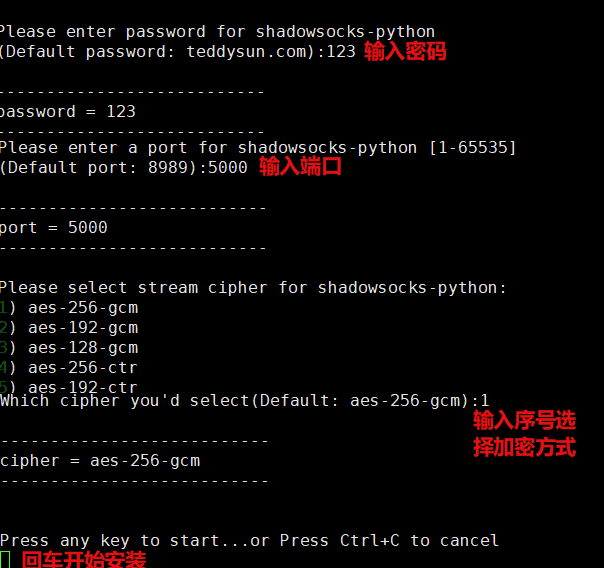 Please enter password for shadowsocks-python
(Default password: teddysun.com):123 输入密码
---------------------------
password = 123
---------------------------
Please enter a port for shadowsocks-python [1-65535]
(Default port: 8989):5000 输入端口
---------------------------
port = 5000
---------------------------
Please select stream cipher for shadowsocks-python:
1) aes-256-gcm
2) aes-192-gcm
3) aes-128-gcm
4) aes-256-ctr
5) aes-192-ctr
Which cipher you'd select(Default: aes-256-gcm):1
输入序号选
择加密方式
---------------------------
cipher = aes-256-gcm
---------------------------
Press any key to start...or Press Ctrl+C to cancel
回车开始安装